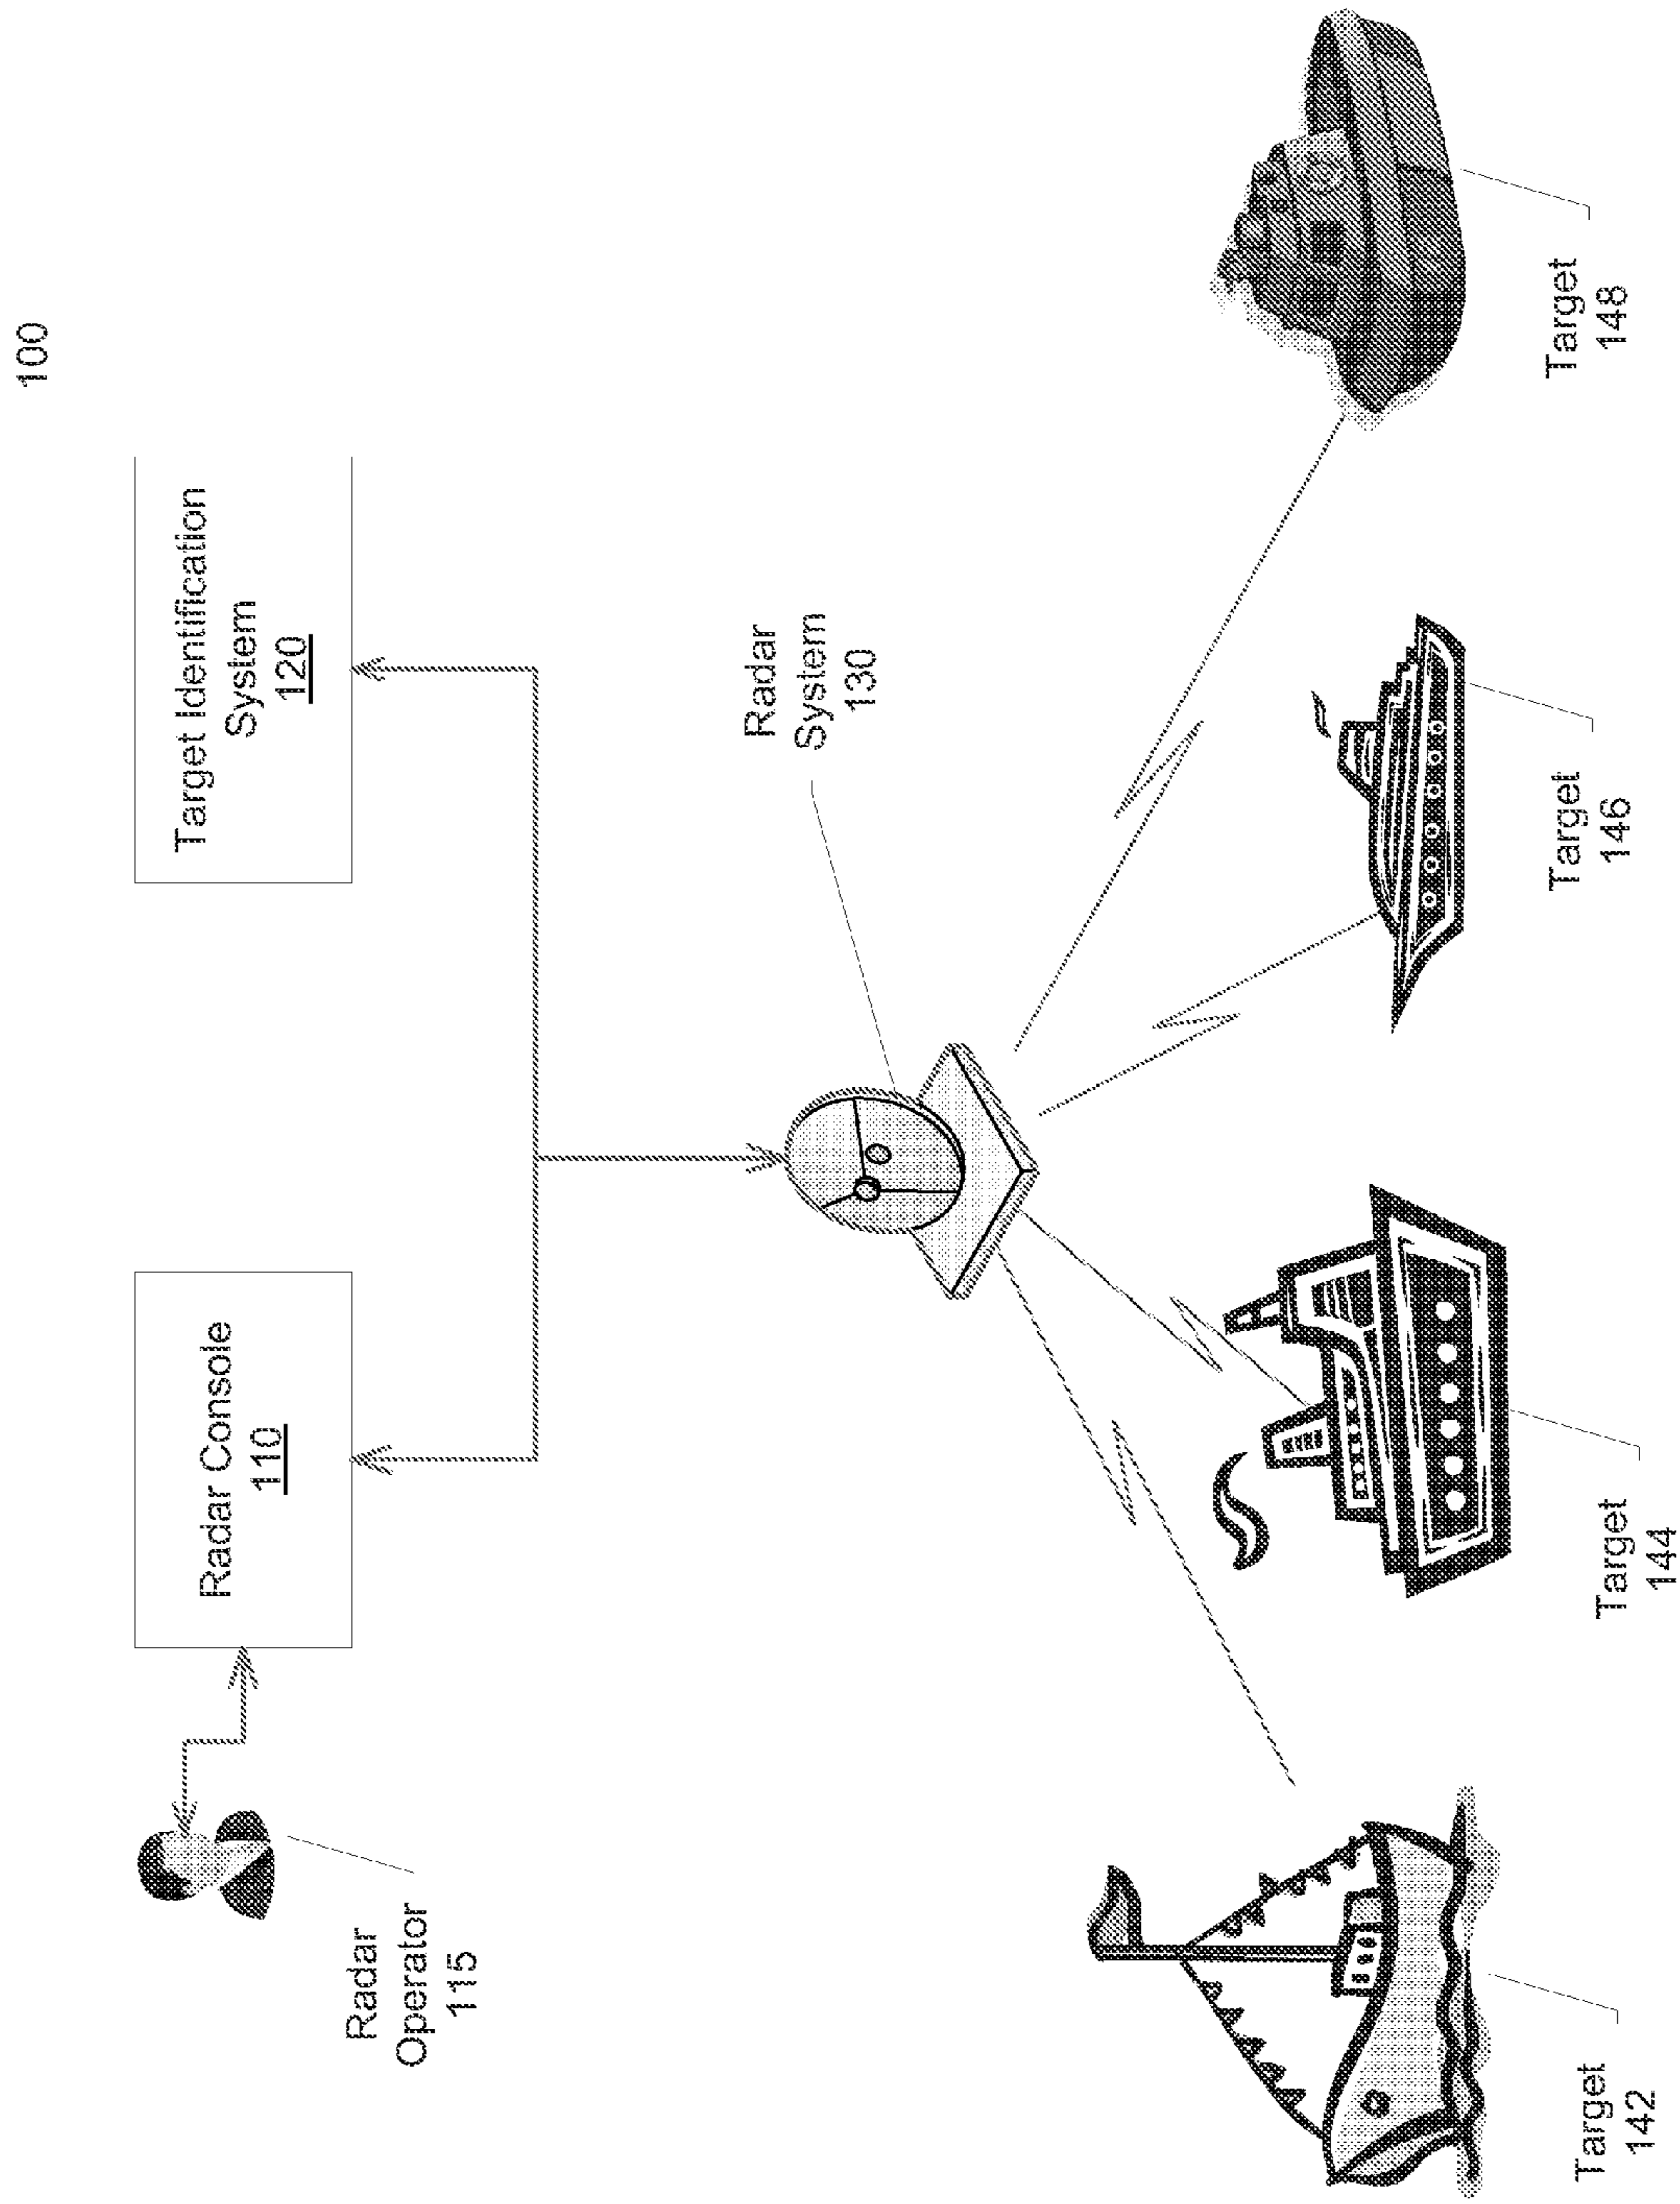 100
Radar
Operator
115
Radar Console
110
Target Identification
System
120
Radar
System
130
Target
142
Target
144
Target
146
Target
148